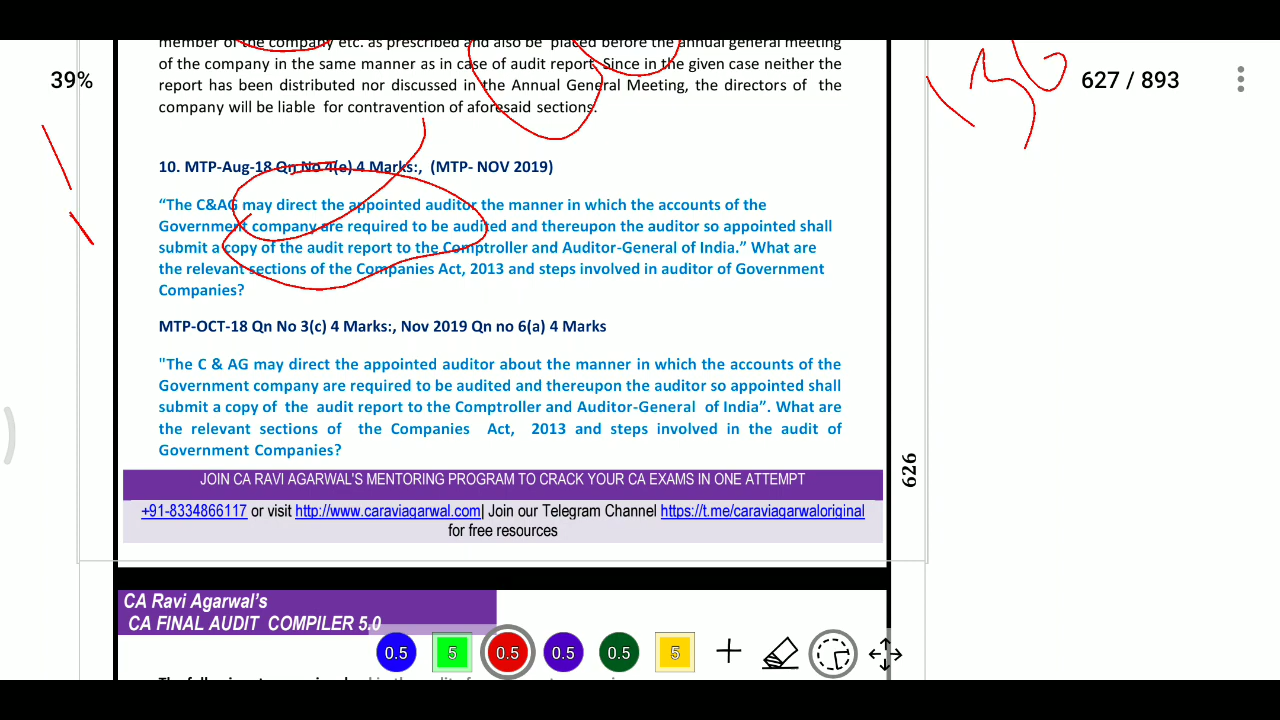 member of the company etc. as prescribed and also be placed before the annual general meeting
39%
of the company in the same manner as in case of audit report. Since in the given case neither the
627 / 893
report has been distributed nor discussed in the Annual General Meeting, the directors of the
company will be liable for contravention of aforesaid sections.
10. MTP-Aug-18 Qn No 4(e) 4 Marks:, (MTP- NOV 2019)
“The C&AG may direct the appointed auditor the manner in which the accounts of the
Government company are required to be audited and thereupon the auditor so appointed shall
submit a copy of the audit report to the Comptroller and Auditor-General of India.” What are
the relevant sections of the Companies Act, 2013 and steps involved in auditor of Government
Companies?
MTP-OCT-18 Qn No 3(c) 4 Marks:, Nov 2019 Qn no 6(a) 4 Marks
"The C & AG may direct the appointed auditor about the manner in which the accounts of the
Government company are required to be audited and thereupon the auditor so appointed shall
submit a copy of the audit report to the Comptroller and Auditor-General of India”. What are
the relevant sections of the Companies Act, 2013 and steps involved in the audit of
Government Companies?
626
JOIN CA RAVI AGARWAL'S MENTORING PROGRAM TO CRACK YOUR CA EXAMS IN ONE ATTEMPT
+91-8334866117 or visit http://www.caraviagarwal.com| Join our Telegram Channel https://t.me/caraviagarwaloriginal
for free resources
CA Ravi Agarwal's
CA FINAL AUDIT COMPILER 5.0
0.5 5 0.5 0.5 0.5 5